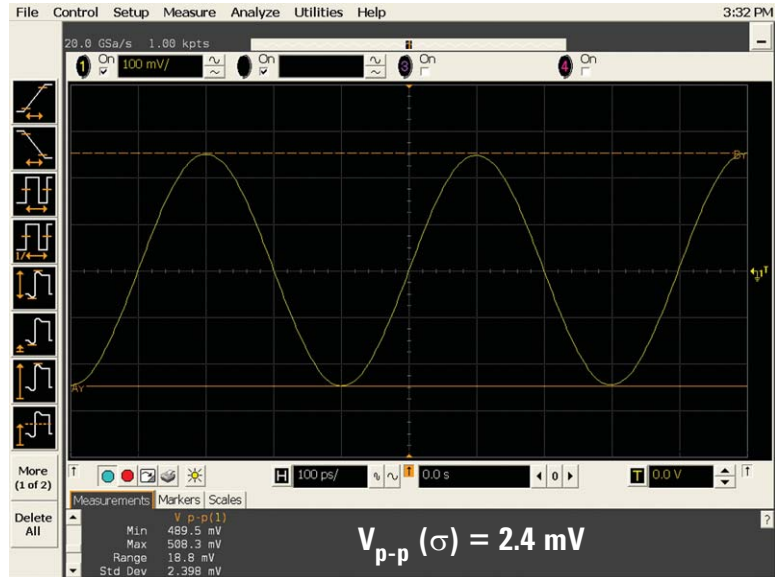 File Control Setup Measure Analyze Utilities Help 3:32 PM
20.0 GSa/s 1.00 kpts
1 On 100 mV/ On 3 On 4 On
By
1 T
Ay
1/
More
(1 of 2)
Delete
All
H 100 ps/ 0.0 s 0 T 0.0 V
Measurements Markers Scales
V p-p(1)
Min 489.5 mV
Max 508.3 mV
Range 18.8 mV
Std Dev 2.398 mV
?
Vp-p (σ) = 2.4 mV